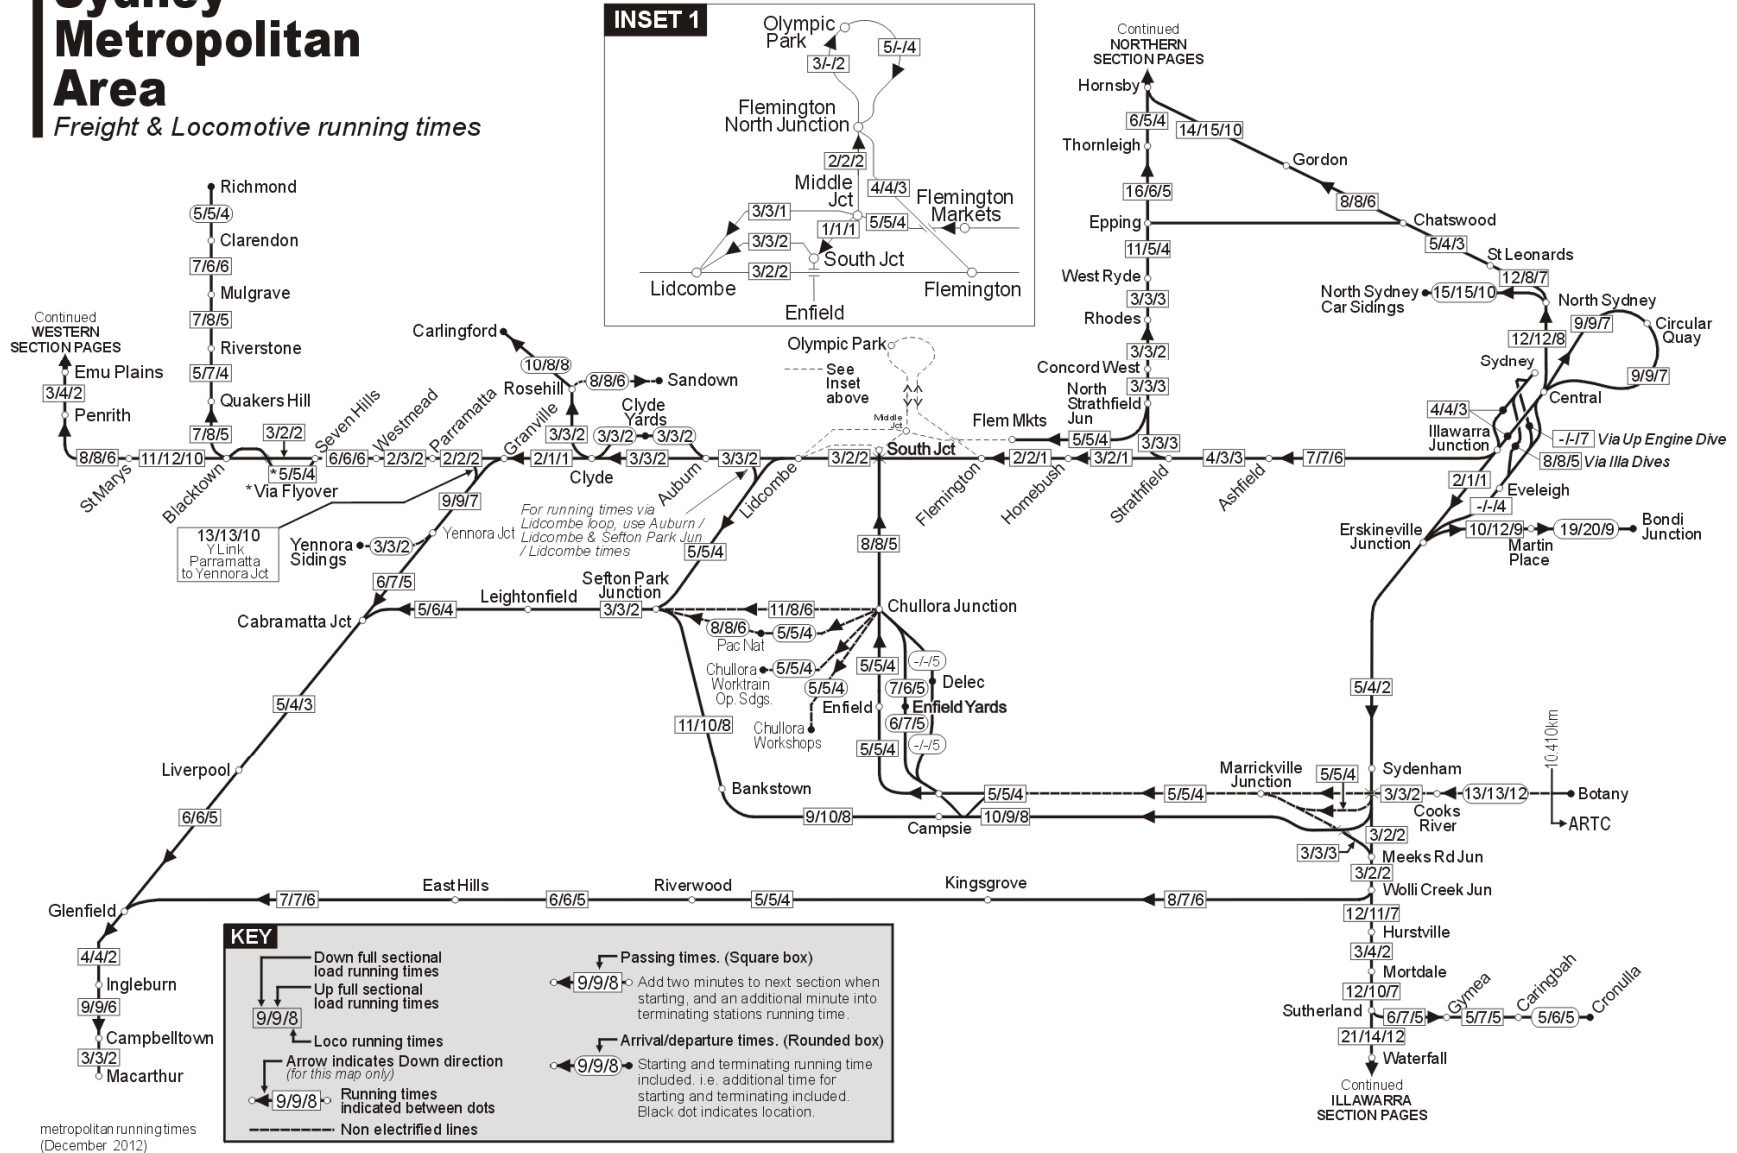 Sydney
Metropolitan
Area
Freight & Locomotive running times
INSET 1
Olympic
Park
5/-/4
3/-/2
Flemington
North Junction
2/2/2
Middle
Jct
4/4/3
Flemington
Markets
3/3/1
5/5/4
1/1/1
3/3/2
South Jct
3/2/2
Lidcombe
Flemington
Enfield
Continued
NORTHERN
SECTION PAGES
Hornsby
6/5/4
14/15/10
Thornleigh
Gordon
16/6/5
8/8/6
Epping
Chatswood
11/5/4
5/4/3
St Leonards
West Ryde
12/8/7
3/3/3
North Sydney
Car Sidings
15/15/10
North Sydney
Rhodes
9/9/7
Circular
Quay
12/12/8
3/3/2
Concord West
Sydney
3/3/3
9/9/7
North
Strathfield
Jun
Central
Richmond
5/5/4
Clarendon
7/6/6
Mulgrave
7/8/5
Riverstone
5/7/4
Quakers Hill
7/8/5
Continued
WESTERN
SECTION PAGES
Emu Plains
3/4/2
Penrith
8/8/6
St Marys
11/12/10
Blacktown
3/2/2
*5/5/4
*Via Flyover
Seven Hills
6/6/6
Westmead
2/3/2
Parramatta
2/2/2
Granville
2/1/1
Carlingford
10/8/8
Rosehill
8/8/6
Sandown
Clyde
Yards
3/3/2
3/3/2
3/3/2
Clyde
3/3/2
Auburn
3/3/2
Lidcombe
3/2/2
Olympic Park
See
Inset
above
Middle
Jct
South Jct
Flem Mkts
5/5/4
3/3/3
Flemington
2/2/1
Homebush
3/2/1
Strathfield
4/3/3
Ashfield
7/7/6
4/4/3
Illawarra
Junction
-/-/7 Via Up Engine Dive
8/8/5 Via Illa Dives
2/1/1
Eveleigh
-/-/4
Erskineville
Junction
10/12/9
Martin
Place
19/20/9
Bondi
Junction
9/9/7
13/13/10
Y Link
Parramatta
to Yennora Jct
Yennora
Sidings
3/3/2
Yennora Jct
For running times via
Lidcombe loop, use Auburn /
Lidcombe & Sefton Park Jun
/ Lidcombe times
5/5/4
8/8/5
6/7/5
Sefton Park
Junction
Leightonfield
5/6/4
3/3/2
11/8/6
Chullora Junction
Cabramatta Jct
8/8/6
5/5/4
Pac Nat
Chullora
Worktrain
Op. Sdgs.
5/5/4
5/5/4
5/5/4
-/-/5
7/6/5
Delec
Enfield
Enfield Yards
Chullora
Workshops
6/7/5
5/5/4
-/-/5
5/4/3
11/10/8
5/4/2
10.410km
Liverpool
Bankstown
Marrickville
Junction
5/5/4
Sydenham
5/5/4
5/5/4
3/3/2
13/13/12
Botany
Cooks
River
ARTC
6/6/5
9/10/8
Campsie
10/9/8
3/2/2
3/3/3
Meeks Rd Jun
3/2/2
Wolli Creek Jun
Glenfield
7/7/6
East Hills
6/6/5
Riverwood
5/5/4
Kingsgrove
8/7/6
12/11/7
Hurstville
3/4/2
Mortdale
12/10/7
Sutherland
6/7/5
Gymea
5/7/5
Caringbah
5/6/5
Cronulla
21/14/12
Waterfall
Continued
ILLAWARRA
SECTION PAGES
4/4/2
Ingleburn
9/9/6
Campbelltown
3/3/2
Macarthur
KEY
Down full sectional
load running times
Up full sectional
load running times
9/9/8
Loco running times
Arrow indicates Down direction
(for this map only)
9/9/8
Running times
indicated between dots
Non electrified lines
Passing times. (Square box)
9/9/8
Add two minutes to next section when
starting, and an additional minute into
terminating stations running time.
Arrival/departure times. (Rounded box)
9/9/8
Starting and terminating running time
included. i.e. additional time for
starting and terminating included.
Black dot indicates location.
metropolitan running times
(December 2012)